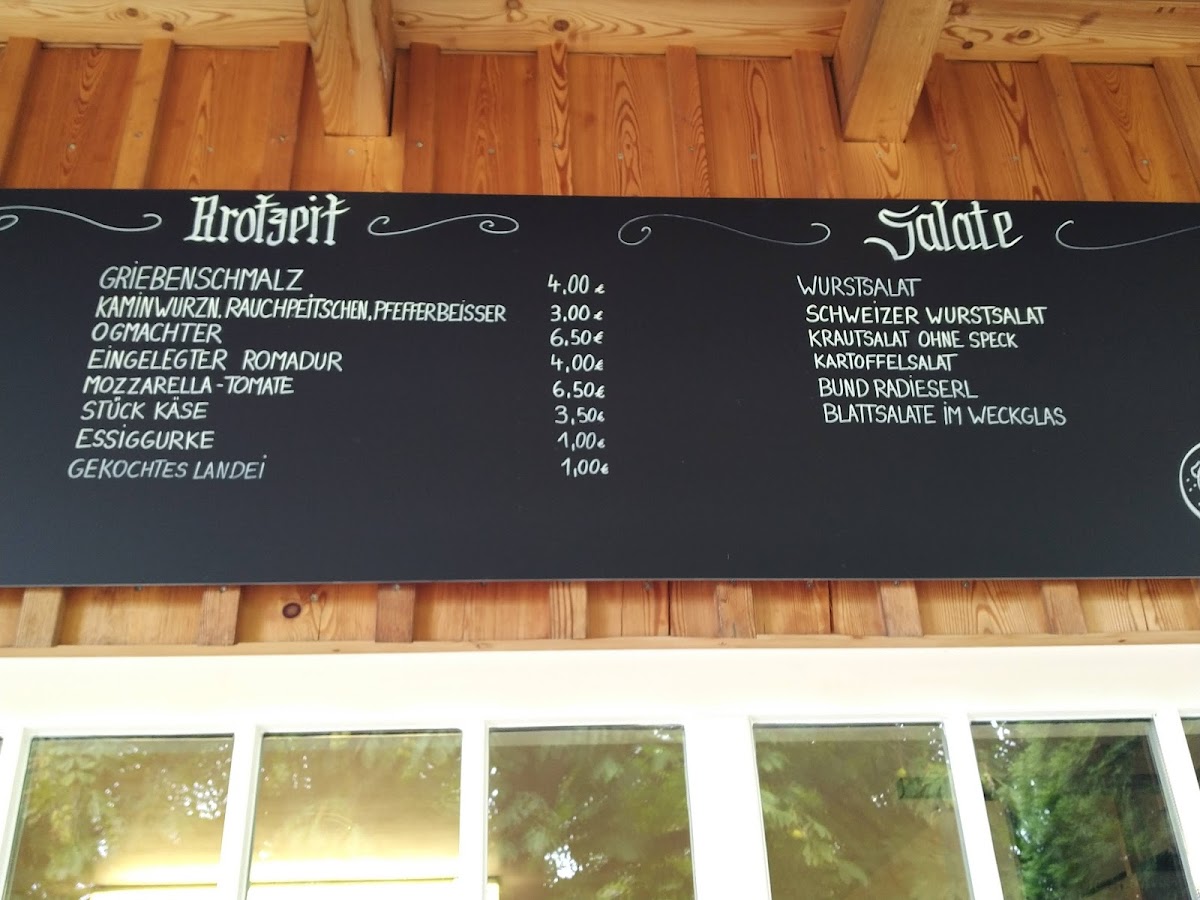 Brotzeit
GRIEBENSCHMALZ 4,00 €
KAMINWURZN, RAUCHPEITSCHEN, PFEFFERBEISSER 3,00 €
OGMACHTER 6,50€
EINGELEGTER ROMADUR 4,00€
MOZZARELLA-TOMATE 6,50€
STÜCK KÄSE 3,50€
ESSIGGURKE 1,00€
GEKOCHTES LANDEI 1,00€
Salate
WURSTSALAT
SCHWEIZER WURSTSALAT
KRAUTSALAT OHNE SPECK
KARTOFFELSALAT
BUND RADIESERL
BLATTSALATE IM WECKGLAS